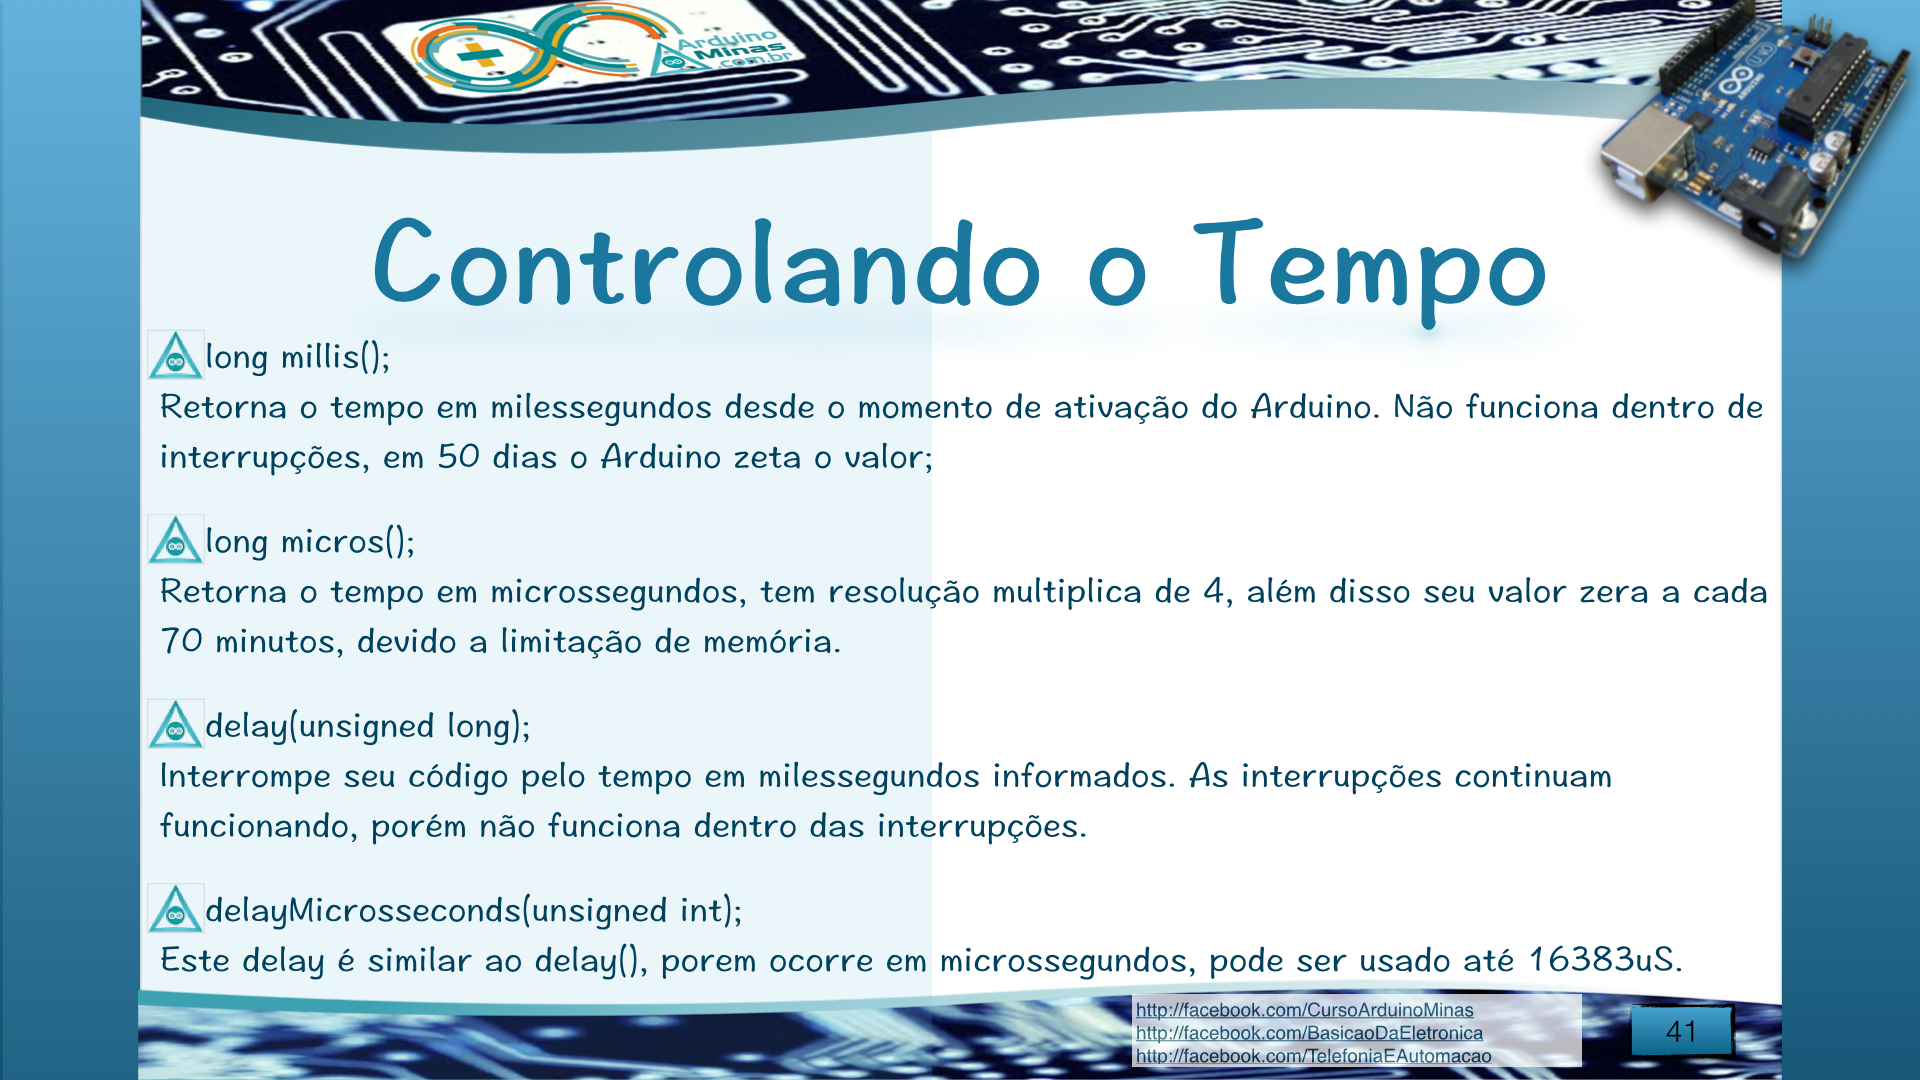 Arduino
Minas
.com.br
Controlando o Tempo
long millis();
Retorna o tempo em milessegundos desde o momento de ativação do Arduino. Não funciona dentro de
interrupções, em 50 dias o Arduino zeta o valor;
long micros();
Retorna o tempo em microssegundos, tem resolução multiplica de 4, além disso seu valor zera a cada
70 minutos, devido a limitação de memória.
delay(unsigned long);
Interrompe seu código pelo tempo em milessegundos informados. As interrupções continuam
funcionando, porém não funciona dentro das interrupções.
delayMicrosseconds(unsigned int);
Este delay é similar ao delay(), porem ocorre em microssegundos, pode ser usado até 16383uS.
http://facebook.com/CursoArduinoMinas
http://facebook.com/BasicaoDaEletronica
http://facebook.com/TelefoniaEAutomacao
41